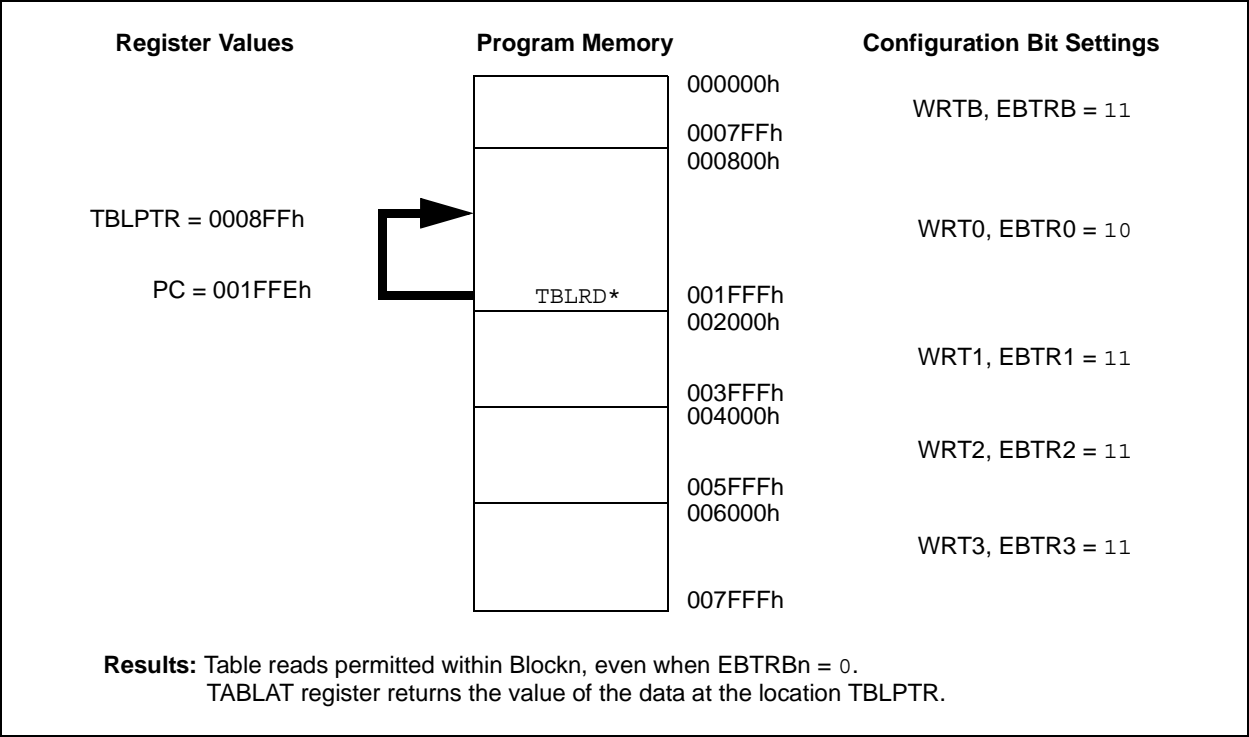 Register Values
Program Memory
Configuration Bit Settings
000000h
WRTB, EBTRB = 11
0007FFh
000800h
TBLPTR = 0008FFh
WRT0, EBTR0 = 10
PC = 001FFEh
TBLRD*
001FFFh
002000h
WRT1, EBTR1 = 11
003FFFh
004000h
WRT2, EBTR2 = 11
005FFFh
006000h
WRT3, EBTR3 = 11
007FFFh
Results: Table reads permitted within Blockn, even when EBTRBn = 0.
TABLAT register returns the value of the data at the location TBLPTR.